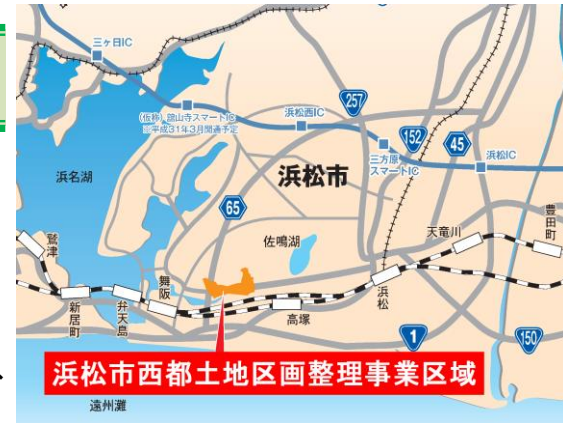 三ヶ日IC
(仮称)舘山寺スマートIC
※平成31年3月開通予定
浜松西IC
257
152
45
三方原
スマートIC
浜松IC
浜名湖
浜松市
65
佐鳴湖
天竜川
豊田町
鷲津
舞阪
浜松
新居町
弁天島
高塚
1
150
浜松市西都土地区画整理事業区域
遠州灘